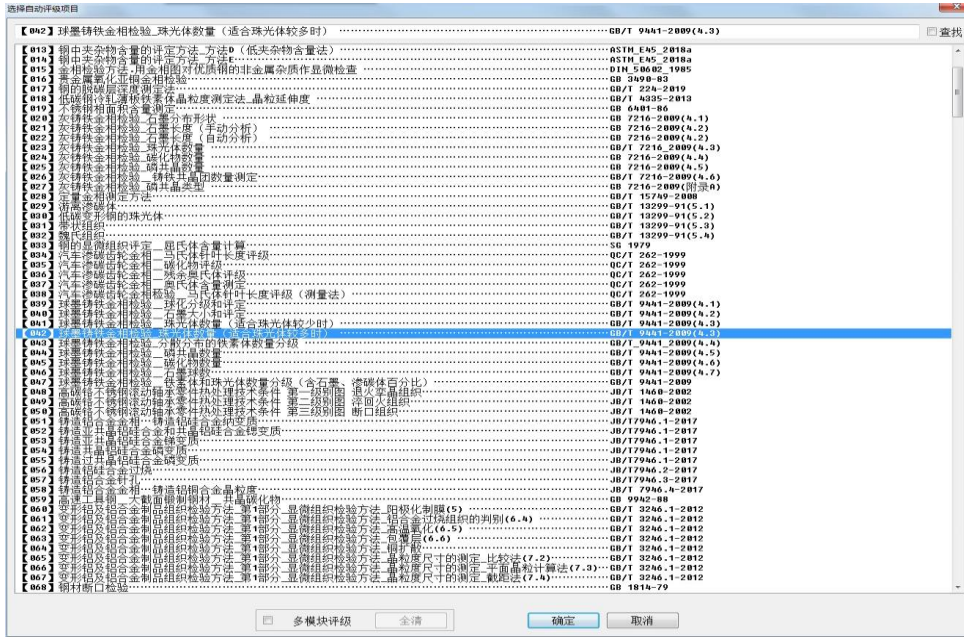 选择自动评级项目
【042】球墨铸铁金相检验_珠光体数量（适合珠光体较多时） ……GB/T 9441-2009(4.3)
查找
【013】钢中夹杂物含量的评定方法_方法D（低夹杂物含量法）……ASTM_E45_2018a
【014】钢中夹杂物含量的评定方法_方法E……ASTM_E45_2018a
【015】金相检验方法.用金相图对优质钢的非金属杂质作显微检查 ……DIN_50602_1985
【016】贵金属氧化亚铜金相检验……GB 3490-83
【017】钢的脱碳层深度测定法……GB/T 224-2019
【018】低碳钢冷轧薄板铁素体晶粒度测定法_晶粒延伸度 ……GB/T 4335-2013
【019】不锈钢相面积含量测定……GB 6401-86
【020】灰铸铁金相检验_石墨分布形状 ……GB 7216-2009(4.1)
【021】灰铸铁金相检验_石墨长度（手动分析） ……GB 7216-2009(4.2)
【022】灰铸铁金相检验_石墨长度（自动分析） ……GB 7216-2009(4.2)
【023】灰铸铁金相检验_珠光体数量 ……GB/T 7216_2009(4.3)
【024】灰铸铁金相检验_碳化物数量 ……GB 7216-2009(4.4)
【025】灰铸铁金相检验_磷共晶数量 ……GB 7216-2009(4.5)
【026】灰铸铁金相检验__铸铁共晶团数量测定……GB/T 7216-2009(4.6)
【027】灰铸铁金相检验_磷共晶类型 ……GB 7216-2009(附录A)
【028】定量金相测定方法……GB/T 15749-2008
【029】游离渗碳体……GB/T 13299-91(5.1)
【030】低碳变形钢的珠光体……GB/T 13299-91(5.2)
【031】带状组织……GB/T 13299-91(5.3)
【032】魏氏组织……GB/T 13299-91(5.4)
【033】钢的显微组织评定__屈氏体含量计算……SG 1979
【034】汽车渗碳齿轮金相__马氏体针叶长度评级……QC/T 262-1999
【035】汽车渗碳齿轮金相__碳化物评级……QC/T 262-1999
【036】汽车渗碳齿轮金相__残余奥氏体评级……QC/T 262-1999
【037】汽车渗碳齿轮金相__奥氏体含量测定……QC/T 262-1999
【038】汽车渗碳齿轮金相检验__马氏体针叶长度评级（测量法）……QC/T 262-1999
【039】球墨铸铁金相检验__球化分级和评定……GB/T 9441-2009(4.1)
【040】球墨铸铁金相检验__石墨大小和评定……GB/T 9441-2009(4.2)
【041】球墨铸铁金相检验__珠光体数量（适合珠光体较少时）……GB/T 9441-2009(4.3)
【042】球墨铸铁金相检验_珠光体数量（适合珠光体较多时）……GB/T 9441-2009(4.3)
【043】球墨铸铁金相检验_分散分布的铁素体数量分级 ……GB/T_9441_2009(4.4)
【044】球墨铸铁金相检验__磷共晶数量……GB/T 9441-2009(4.5)
【045】球墨铸铁金相检验__碳化物数量……GB/T 9441-2009(4.6)
【046】球墨铸铁金相检验__石墨球数……GB/T 9441-2009(4.7)
【047】球墨铸铁金相检验__铁素体和珠光体数量分级（含石墨、渗碳体百分比）……GB/T 9441-2009
【048】高碳铬不锈钢滚动轴承零件热处理技术条件 第一级别图 退火孪晶组织……JB/T 1460-2002
【049】高碳铬不锈钢滚动轴承零件热处理技术条件 第二级别图 淬回火组织……JB/T 1460-2002
【050】高碳铬不锈钢滚动轴承零件热处理技术条件 第三级别图 断口组织……JB/T 1460-2002
【051】铸造铝硅合金金相…铸造铝硅合金钠变质……JB/T7946.1-2017
【052】铸造亚共晶铝硅合金和共晶铝硅合金锶变质……JB/T7946.1-2017
【053】铸造亚共晶铝硅合金锑变质……JB/T7946.1-2017
【054】铸造共晶铝硅合金磷变质……JB/T7946.1-2017
【055】铸造过共晶铝硅合金磷变质……JB/T7946.1-2017
【056】铸造铝硅合金过烧……JB/T7946.2-2017
【057】铸造铝合金针孔……JB/T7946.3-2017
【058】铸造铝合金金相…铸造铝铜合金晶粒度……JB/T 7946.4-2017
【059】高速工具钢__大截面锻制钢材__共晶碳化物……GB 9942-88
【060】变形铝及铝合金制品组织检验方法_第1部分_显微组织检验方法_阳极化制膜(5)……GB/T 3246.1-2012
【061】变形铝及铝合金制品组织检验方法_第1部分_显微组织检验方法_铝合金过烧组织的判别(6.4) ……GB/T 3246.1-2012
【062】变形铝及铝合金制品组织检验方法_第1部分_显微组织检验方法_高温氧化(6.5)……GB/T 3246.1-2012
【063】变形铝及铝合金制品组织检验方法_第1部分_显微组织检验方法_包覆层(6.6)……GB/T 3246.1-2012
【064】变形铝及铝合金制品组织检验方法_第1部分_显微组织检验方法_铜扩散……GB/T 3246.1-2012
【065】变形铝及铝合金制品组织检验方法_第1部分_显微组织检验方法_晶粒度尺寸的测定_比较法(7.2)……GB/T 3246.1-2012
【066】变形铝及铝合金制品组织检验方法_第1部分_显微组织检验方法_晶粒度尺寸的测定_平面晶粒计算法(7.3)…GB/T 3246.1-2012
【067】变形铝及铝合金制品组织检验方法_第1部分_显微组织检验方法_晶粒度尺寸的测定_截距法(7.4)……GB/T 3246.1-2012
【068】钢材断口检验……GB 1814-79
多模块评级
全清
确定
取消